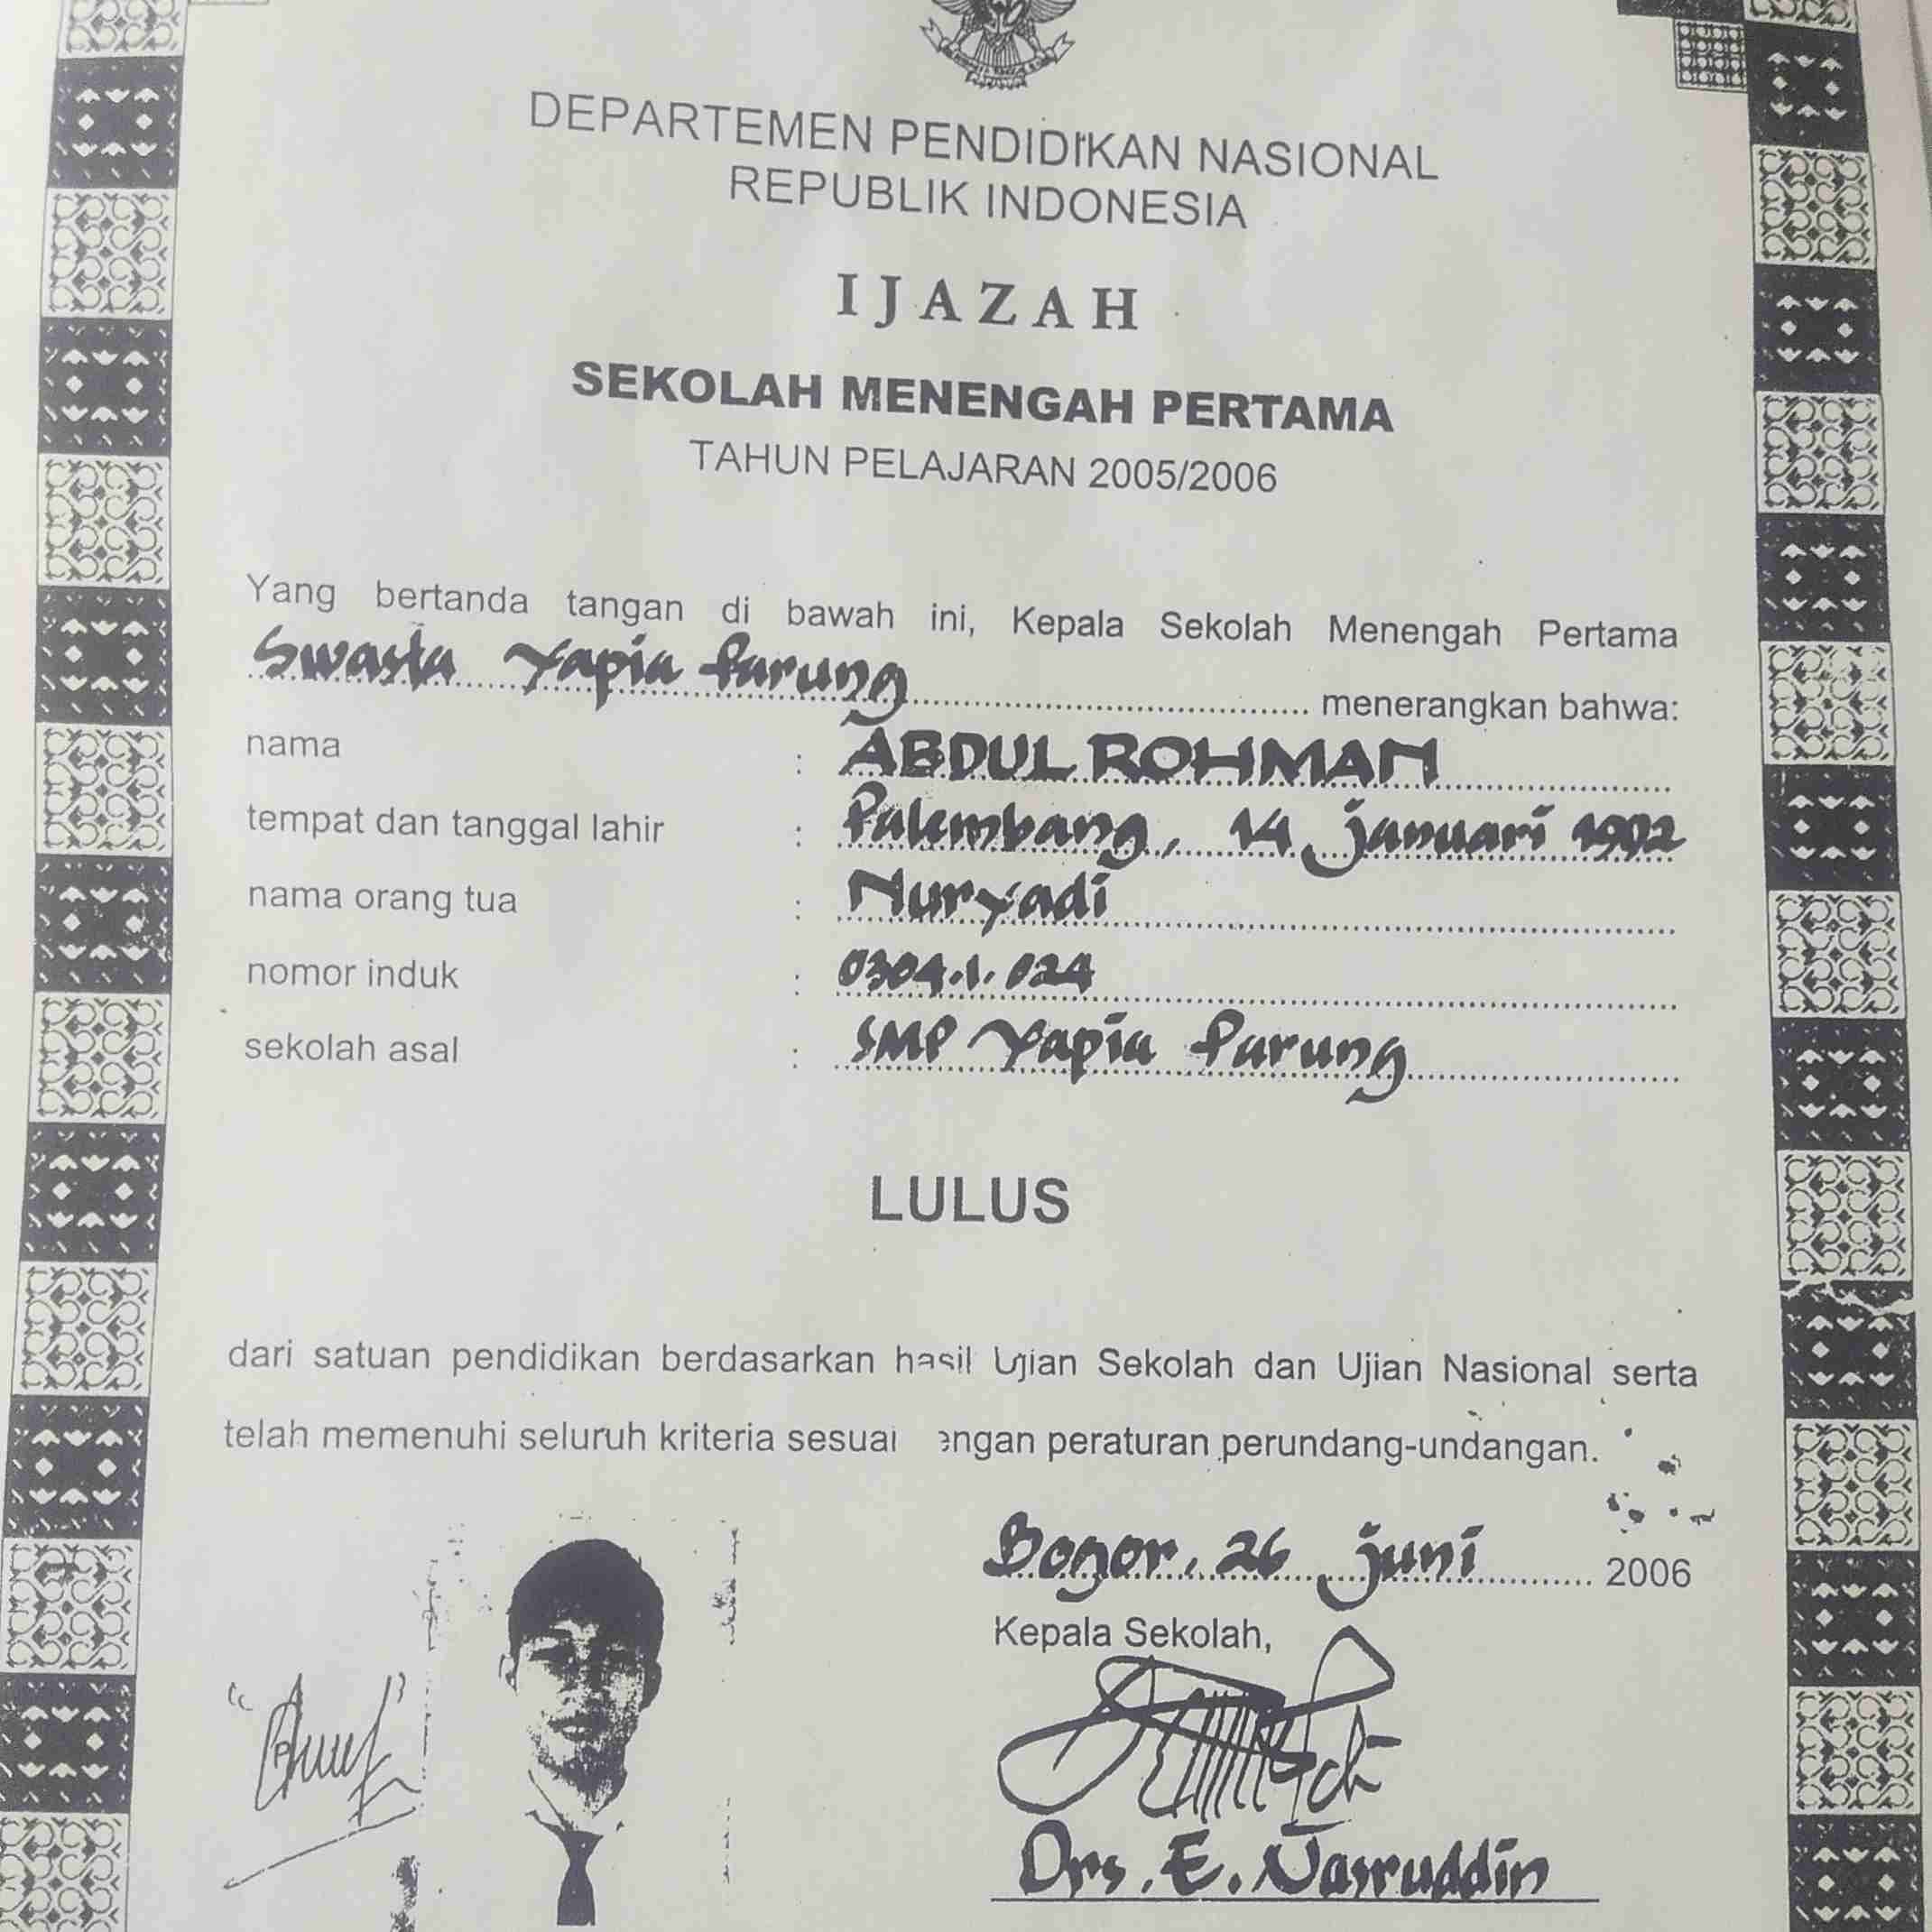 DEPARTEMEN PENDIDIKAN NASIONAL
REPUBLIK INDONESIA
IJAZAH
SEKOLAH MENENGAH PERTAMA
TAHUN PELAJARAN 2005/2006
Yang bertanda tangan di bawah ini, Kepala Sekolah Menengah Pertama
Swasta Yapia Parung menerangkan bahwa:
nama : ABDUL ROHMAN
tempat dan tanggal lahir : Palembang, 14 Januari
nama orang tua : Nuryadi
nomor induk : 0304.1.024
sekolah asal : SMP Yapia Parung
LULUS
dari satuan pendidikan berdasarkan hasil Ujian Sekolah dan Ujian Nasional serta
telah memenuhi seluruh kriteria sesuai engan peraturan perundang-undangan.
Bogor, 26 Juni 2006
Kepala Sekolah,
Drs. E. Nasruddin